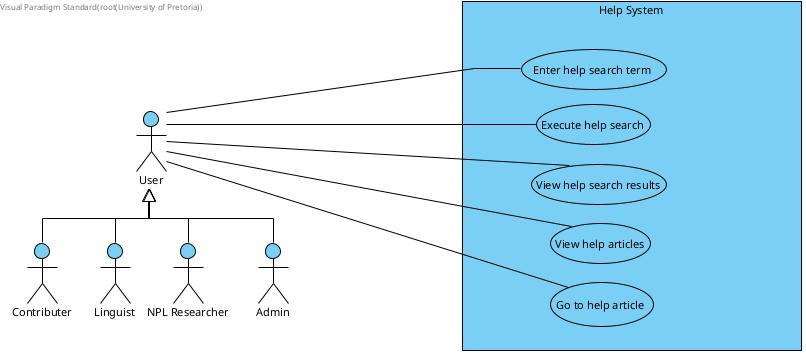 Visual Paradigm Standard(root(University of Pretoria))
Help System
Enter help search term
Execute help search
User
View help search results
View help articles
Contributer
Linguist
NPL Researcher
Admin
Go to help article